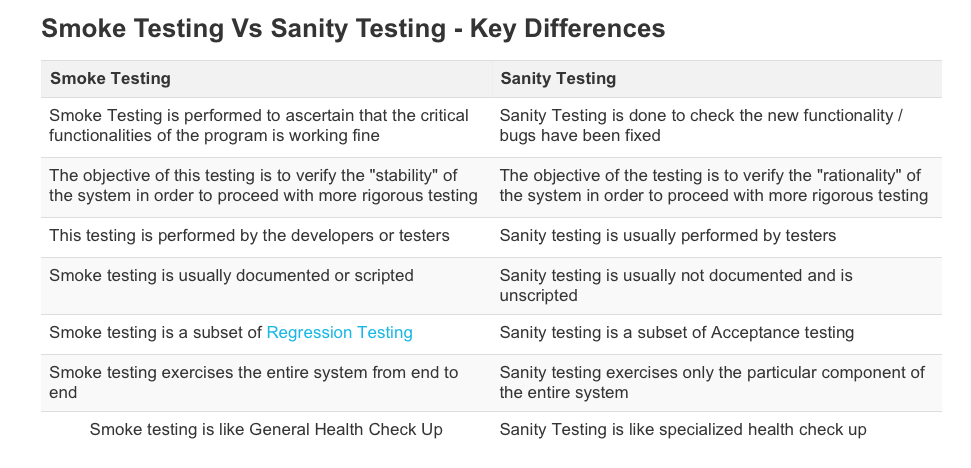 Smoke Testing Vs Sanity Testing - Key Differences
Smoke Testing
Sanity Testing
Smoke Testing is performed to ascertain that the critical
functionalities of the program is working fine
Sanity Testing is done to check the new functionality /
bugs have been fixed
The objective of this testing is to verify the "stability" of
the system in order to proceed with more rigorous testing
The objective of the testing is to verify the "rationality" of
the system in order to proceed with more rigorous testing
This testing is performed by the developers or testers
Sanity testing is usually performed by testers
Smoke testing is usually documented or scripted
Sanity testing is usually not documented and is
unscripted
Smoke testing is a subset of Regression Testing
Sanity testing is a subset of Acceptance testing
Smoke testing exercises the entire system from end to
end
Sanity testing exercises only the particular component of
the entire system
Smoke testing is like General Health Check Up
Sanity Testing is like specialized health check up